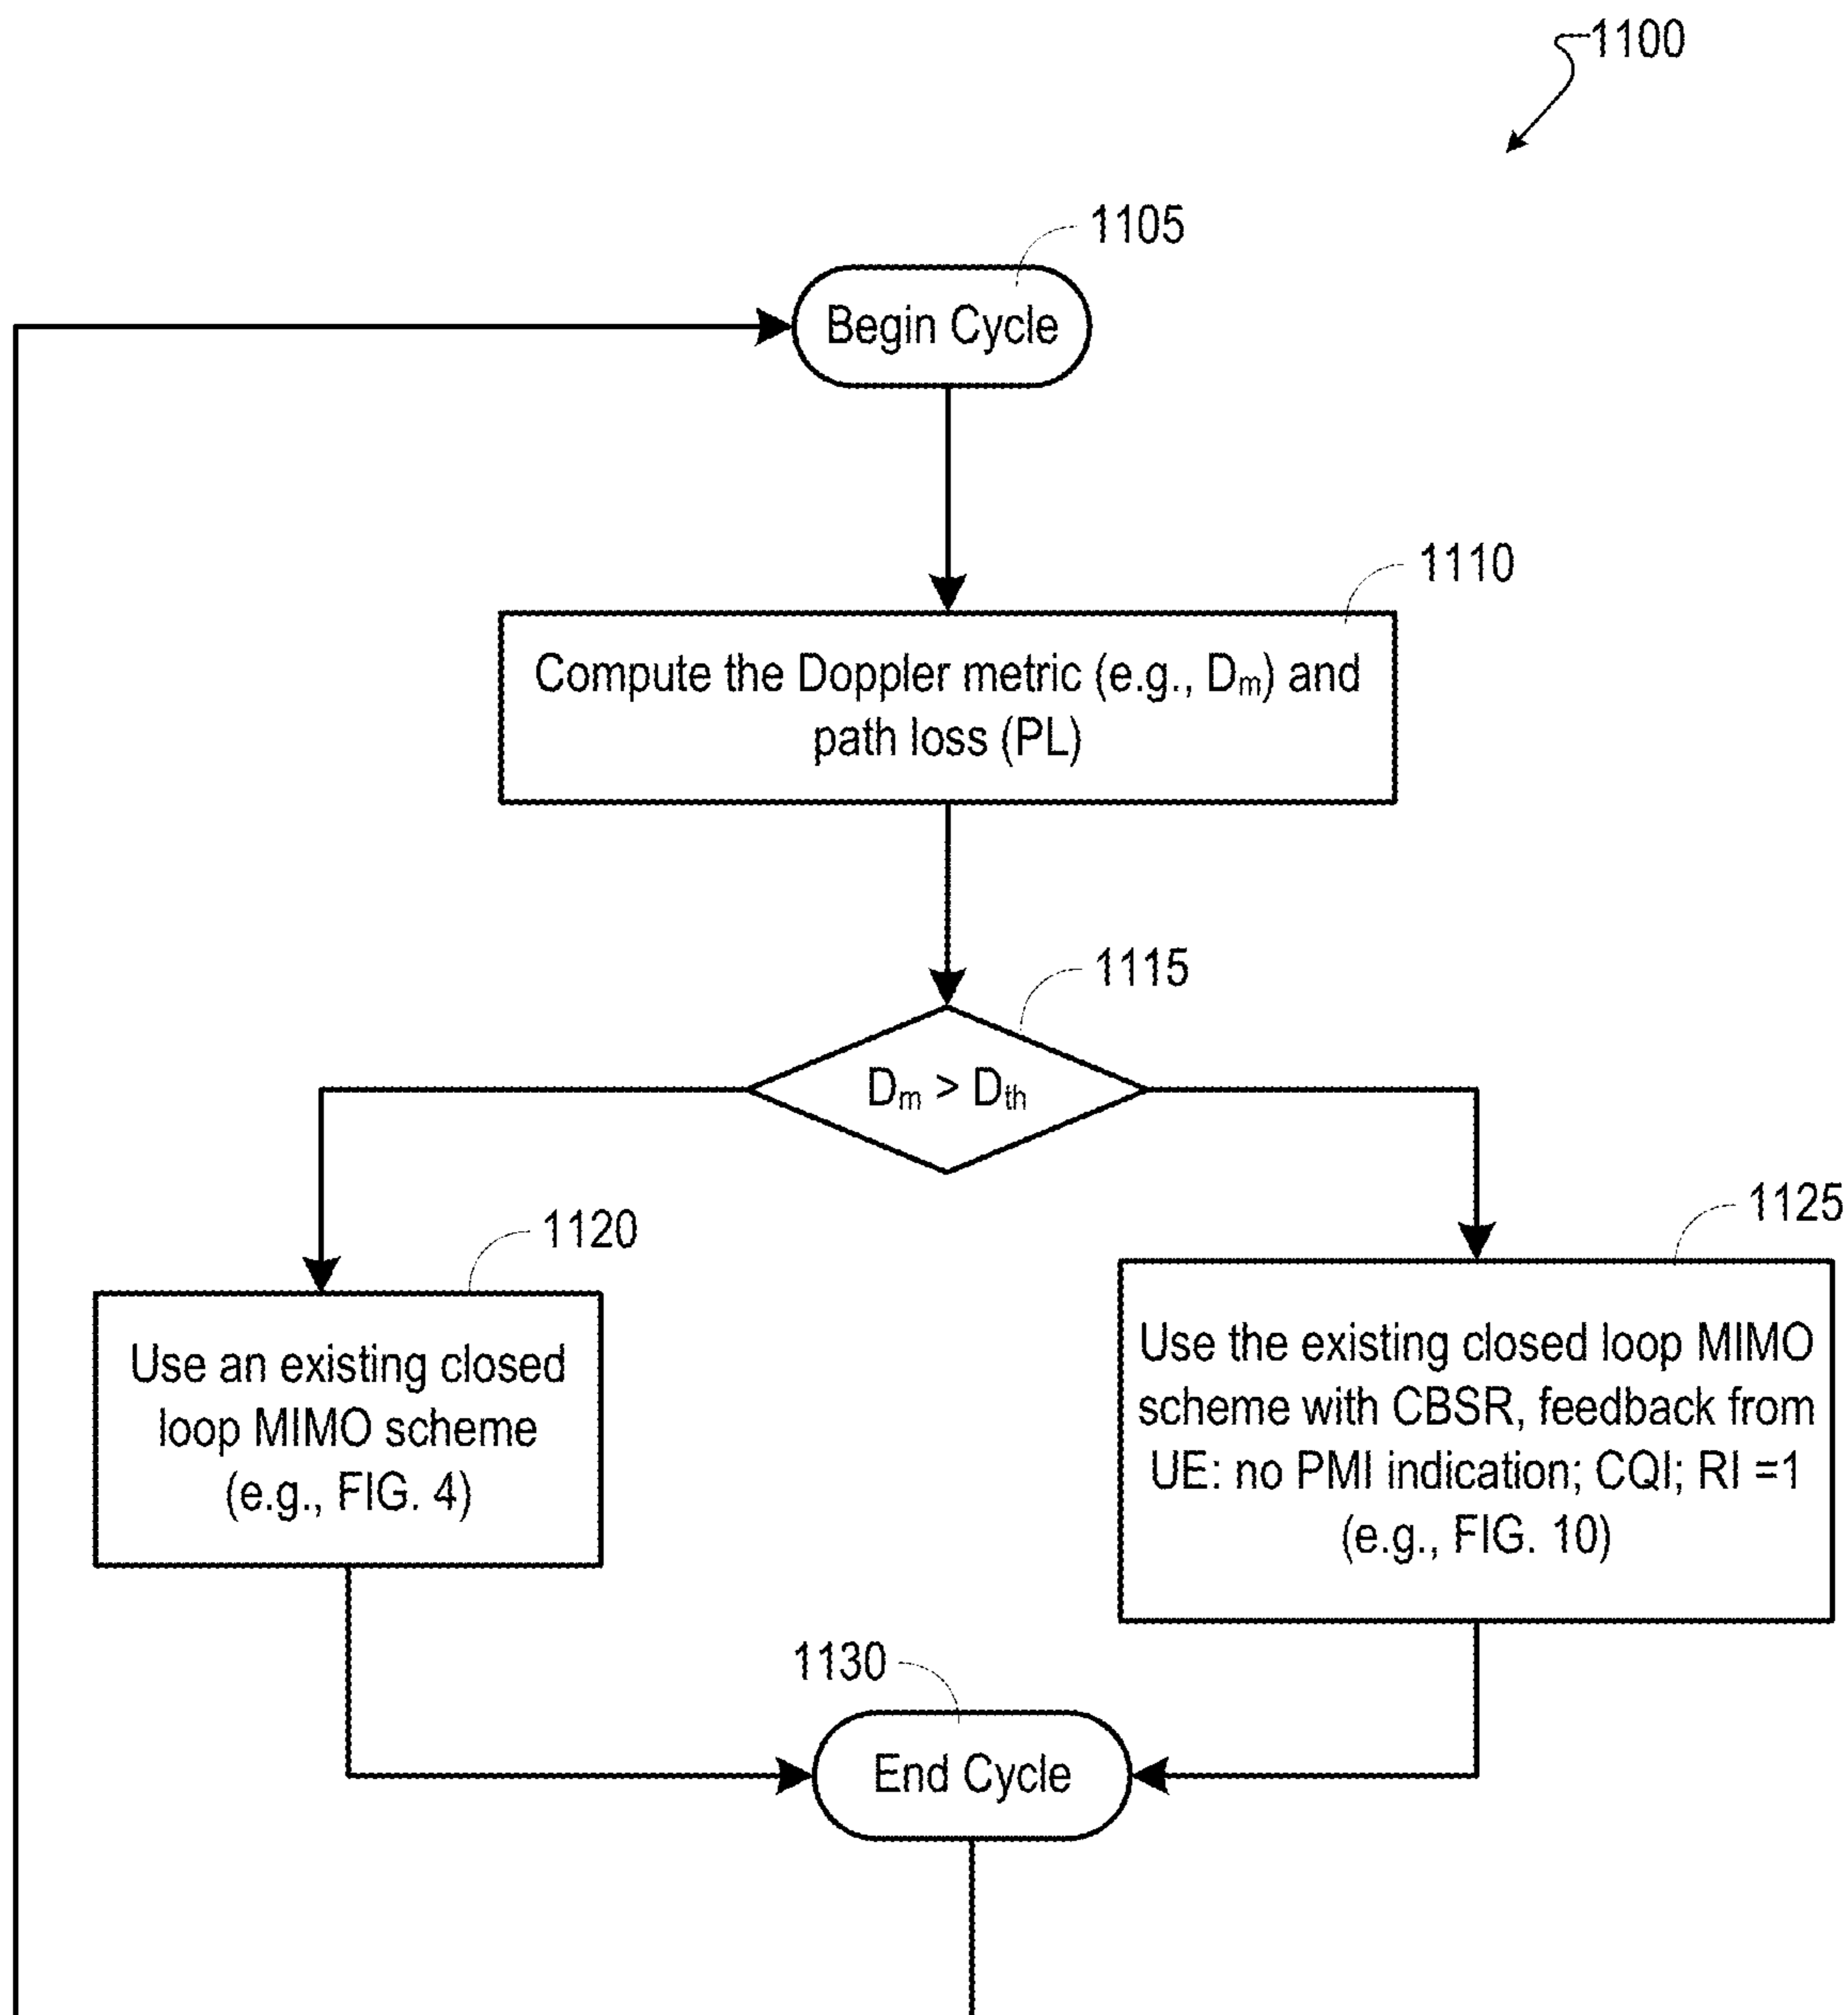 1100
1105
Begin Cycle
1110
Compute the Doppler metric (e.g., Dm) and
path loss (PL)
1115
Dm > Dth
1120
Use an existing closed
loop MIMO scheme
(e.g., FIG. 4)
1125
Use the existing closed loop MIMO
scheme with CBSR, feedback from
UE: no PMI indication; CQI; RI =1
(e.g., FIG. 10)
1130
End Cycle